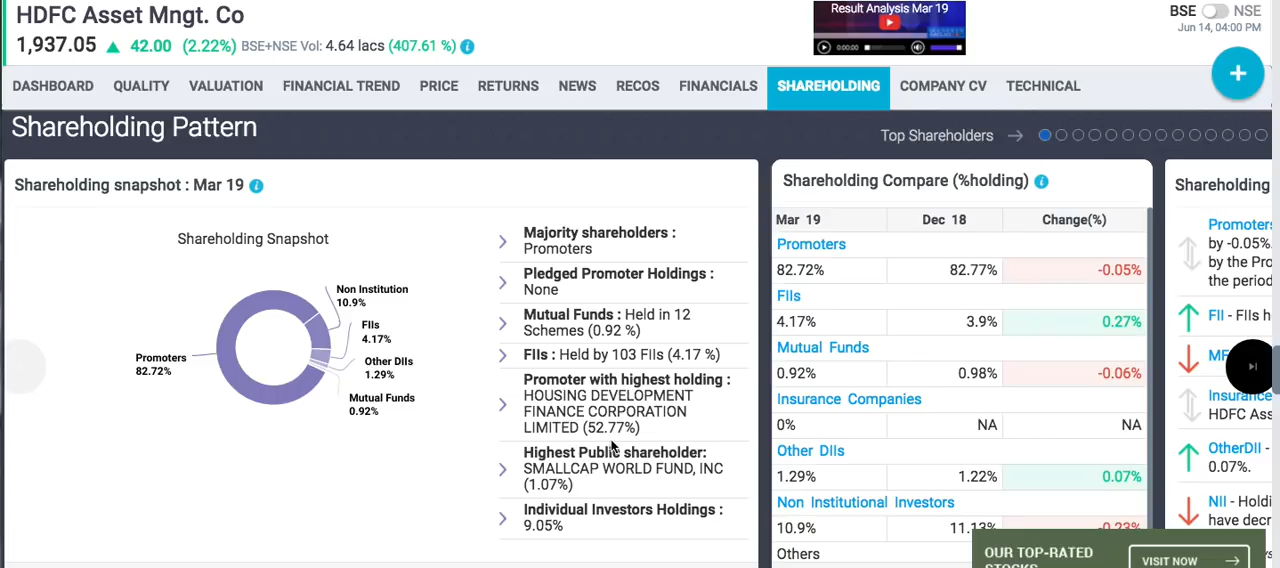 HDFC Asset Mngt. Co
1,937.05 ▲ 42.00 (2.22%) BSE+NSE Vol: 4.64 lacs (407.61 %)
Result Analysis Mar 19
0:00:00
BSE NSE
Jun 14, 04:00 PM
DASHBOARD QUALITY VALUATION FINANCIAL TREND PRICE RETURNS NEWS RECOS FINANCIALS SHAREHOLDING COMPANY CV TECHNICAL
Shareholding Pattern
Top Shareholders →
Shareholding snapshot : Mar 19
Shareholding Snapshot
Non Institution
10.9%
FIIs
4.17%
Other DIIs
1.29%
Mutual Funds
0.92%
Promoters
82.72%
Majority shareholders :
Promoters
Pledged Promoter Holdings :
None
Mutual Funds : Held in 12
Schemes (0.92 %)
FIIs : Held by 103 FIIs (4.17 %)
Promoter with highest holding :
HOUSING DEVELOPMENT
FINANCE CORPORATION
LIMITED (52.77%)
Highest Public shareholder:
SMALLCAP WORLD FUND, INC
(1.07%)
Individual Investors Holdings :
9.05%
Shareholding Compare (%holding)
Mar 19 Dec 18 Change(%)
Promoters
82.72% 82.77% -0.05%
FIIs
4.17% 3.9% 0.27%
Mutual Funds
0.92% 0.98% -0.06%
Insurance Companies
0% NA NA
Other DIIs
1.29% 1.22% 0.07%
Non Institutional Investors
10.9% 11.13% -0.23%
Others
Shareholding
Promoters
by -0.05%
by the Pro
the period
FII - FIIs h
MF
Insurance
HDFC Ass
OtherDII -
0.07%.
NII - Holdi
have decr
OUR TOP-RATED
STOCKS
VISIT NOW →